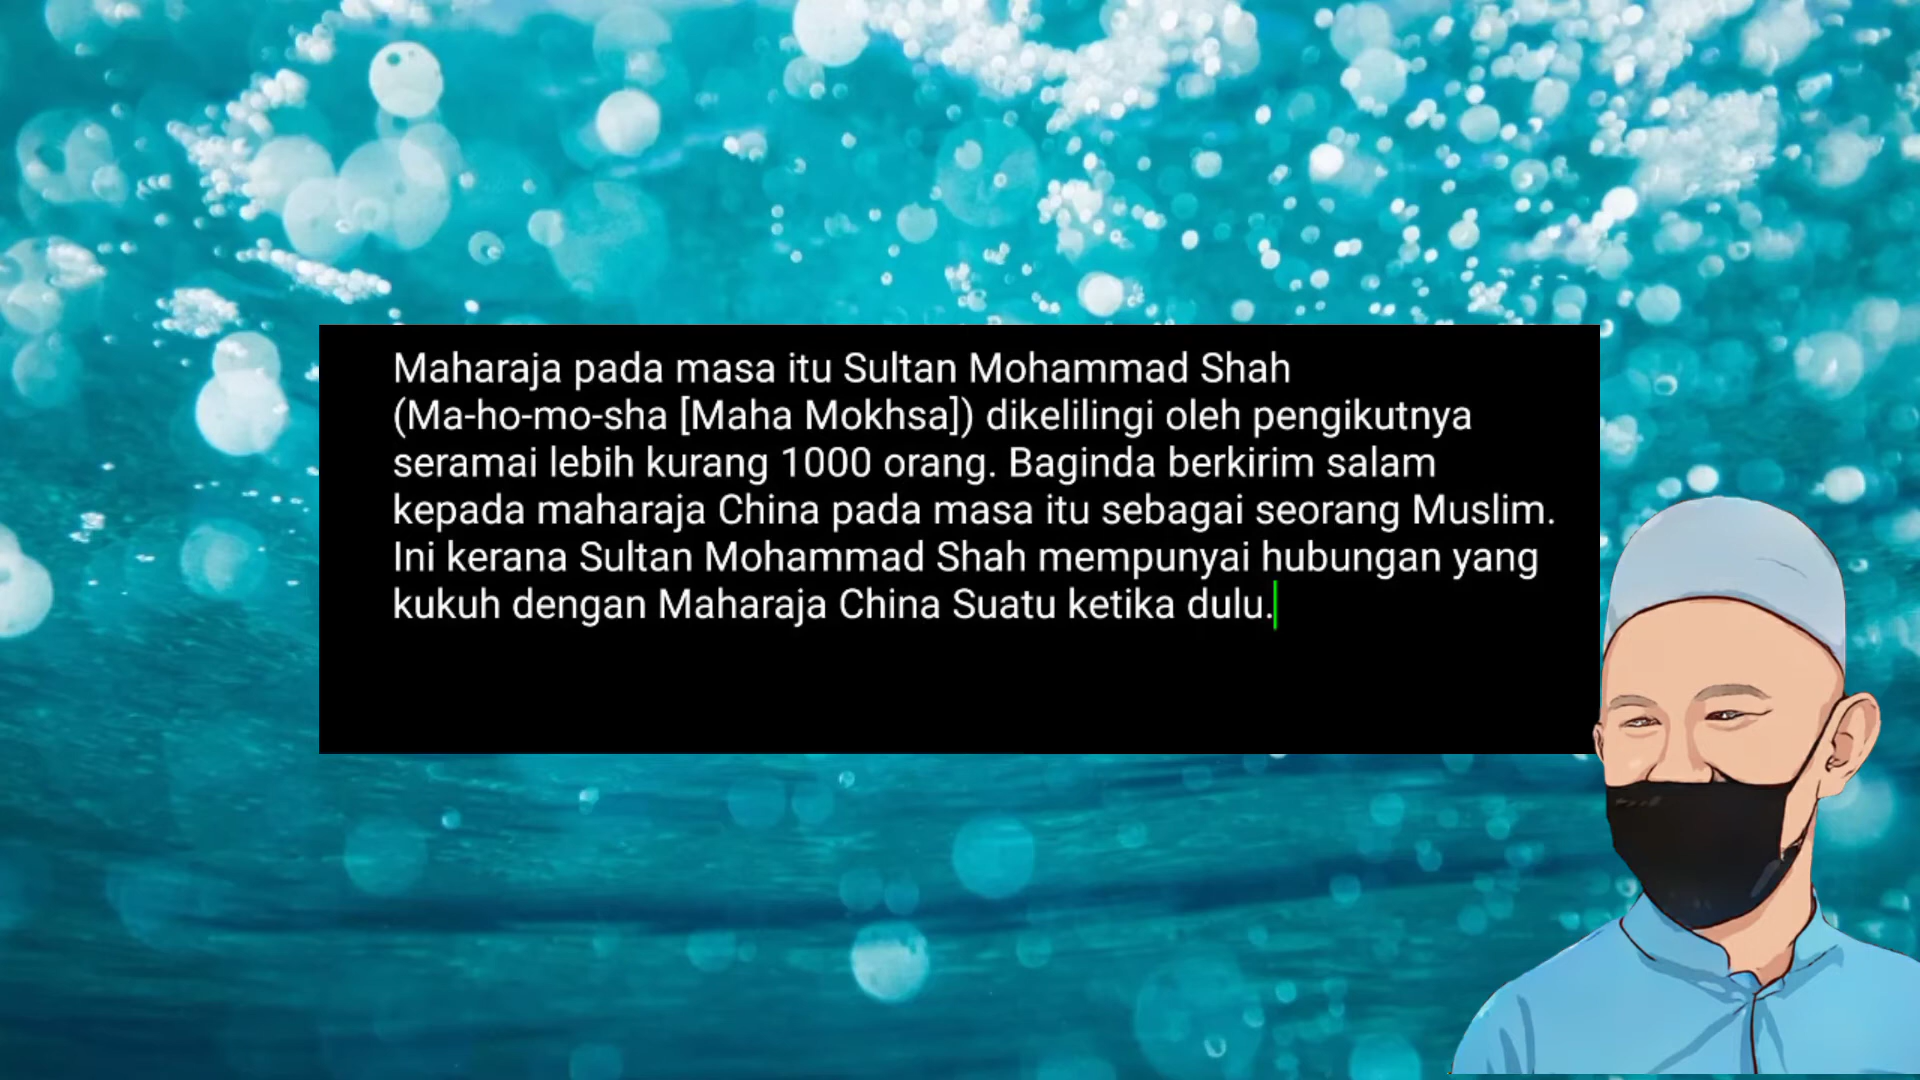 Maharaja pada masa itu Sultan Mohammad Shah
(Ma-ho-mo-sha [Maha Mokhsa]) dikelilingi oleh pengikutnya
seramai lebih kurang 1000 orang. Baginda berkirim salam
kepada maharaja China pada masa itu sebagai seorang Muslim.
Ini kerana Sultan Mohammad Shah mempunyai hubungan yang
kukuh dengan Maharaja China Suatu ketika dulu.